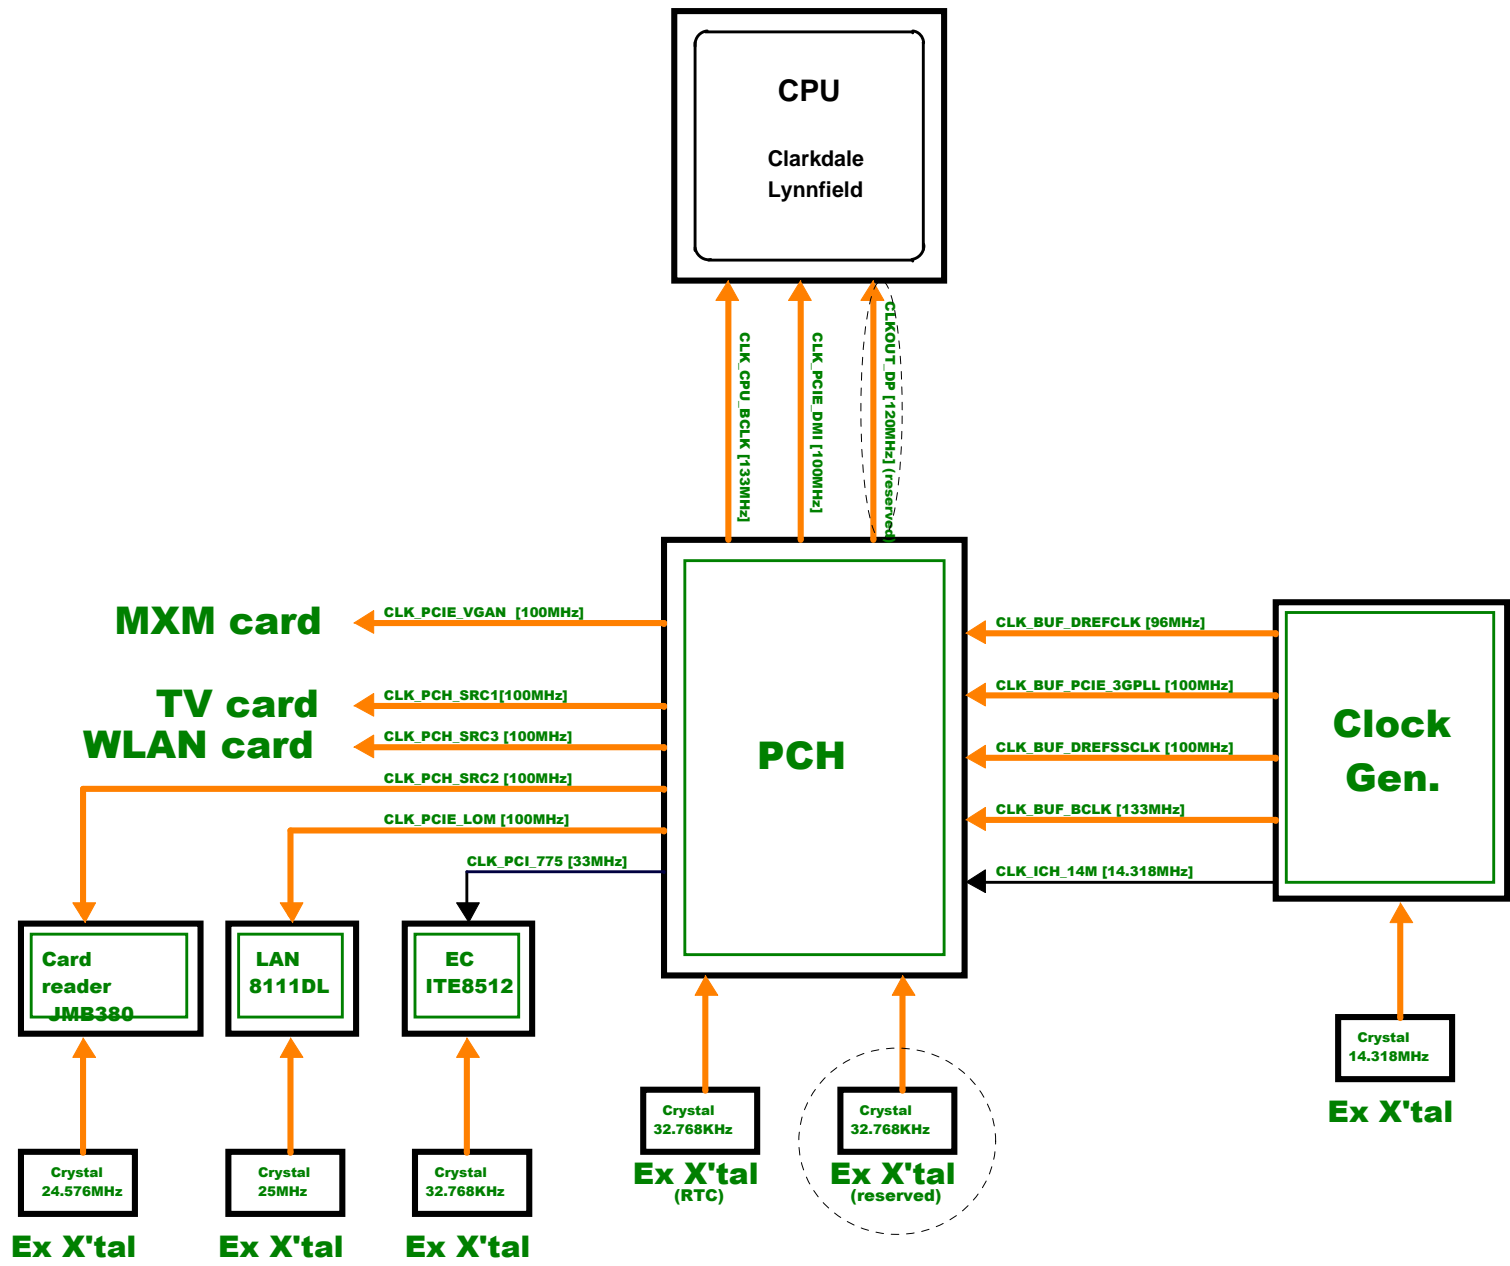 CPU
Clarkdale
Lynnfield
CLK_CPU_BCLK [133MHz]
CLK_PCIE_DMI [100MHz]
CLKOUT_DP [120MHz] (reserved)
MXM card
CLK_PCIE_VGAN [100MHz]
TV card
CLK_PCH_SRC1[100MHz]
WLAN card
CLK_PCH_SRC3 [100MHz]
CLK_PCH_SRC2 [100MHz]
CLK_PCIE_LOM [100MHz]
CLK_PCI_775 [33MHz]
PCH
CLK_BUF_DREFCLK [96MHz]
CLK_BUF_PCIE_3GPLL [100MHz]
CLK_BUF_DREFSSCLK [100MHz]
CLK_BUF_BCLK [133MHz]
CLK_ICH_14M [14.318MHz]
Clock
Gen.
Card
reader
JMB380
LAN
8111DL
EC
ITE8512
Crystal
14.318MHz
Ex X'tal
Crystal
32.768KHz
Ex X'tal
(RTC)
Crystal
32.768KHz
Ex X'tal
(reserved)
Crystal
24.576MHz
Ex X'tal
Crystal
25MHz
Ex X'tal
Crystal
32.768KHz
Ex X'tal